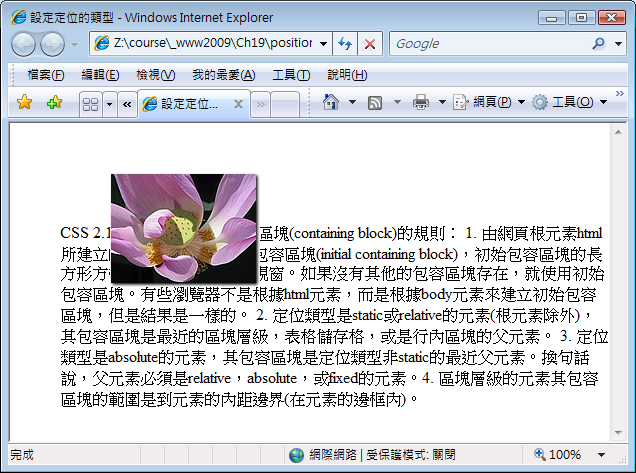 設定定位的類型 - Windows Internet Explorer
Z:\course\_www2009\Ch19\position
Google
檔案(F) 編輯(E) 檢視(V) 我的最愛(A) 工具(T) 說明(H)
設定定位... 網頁(P) 工具(O)
CSS 2.1 區塊(containing block)的規則： 1. 由網頁根元素html
所建立 包容區塊(initial containing block)，初始包容區塊的長
方形方 視窗。如果沒有其他的包容區塊存在，就使用初始
包容區塊。有些瀏覽器不是根據html元素，而是根據body元素來建立初始包容
區塊，但是結果是一樣的。 2. 定位類型是static或relative的元素(根元素除外)，
其包容區塊是最近的區塊層級，表格儲存格，或是行內區塊的父元素。 3. 定位
類型是absolute的元素，其包容區塊是定位類型非static的最近父元素。換句話
說，父元素必須是relative，absolute，或fixed的元素。4. 區塊層級的元素其包容
區塊的範圍是到元素的內距邊界(在元素的邊框內)。
完成 網際網路 | 受保護模式: 關閉 100%